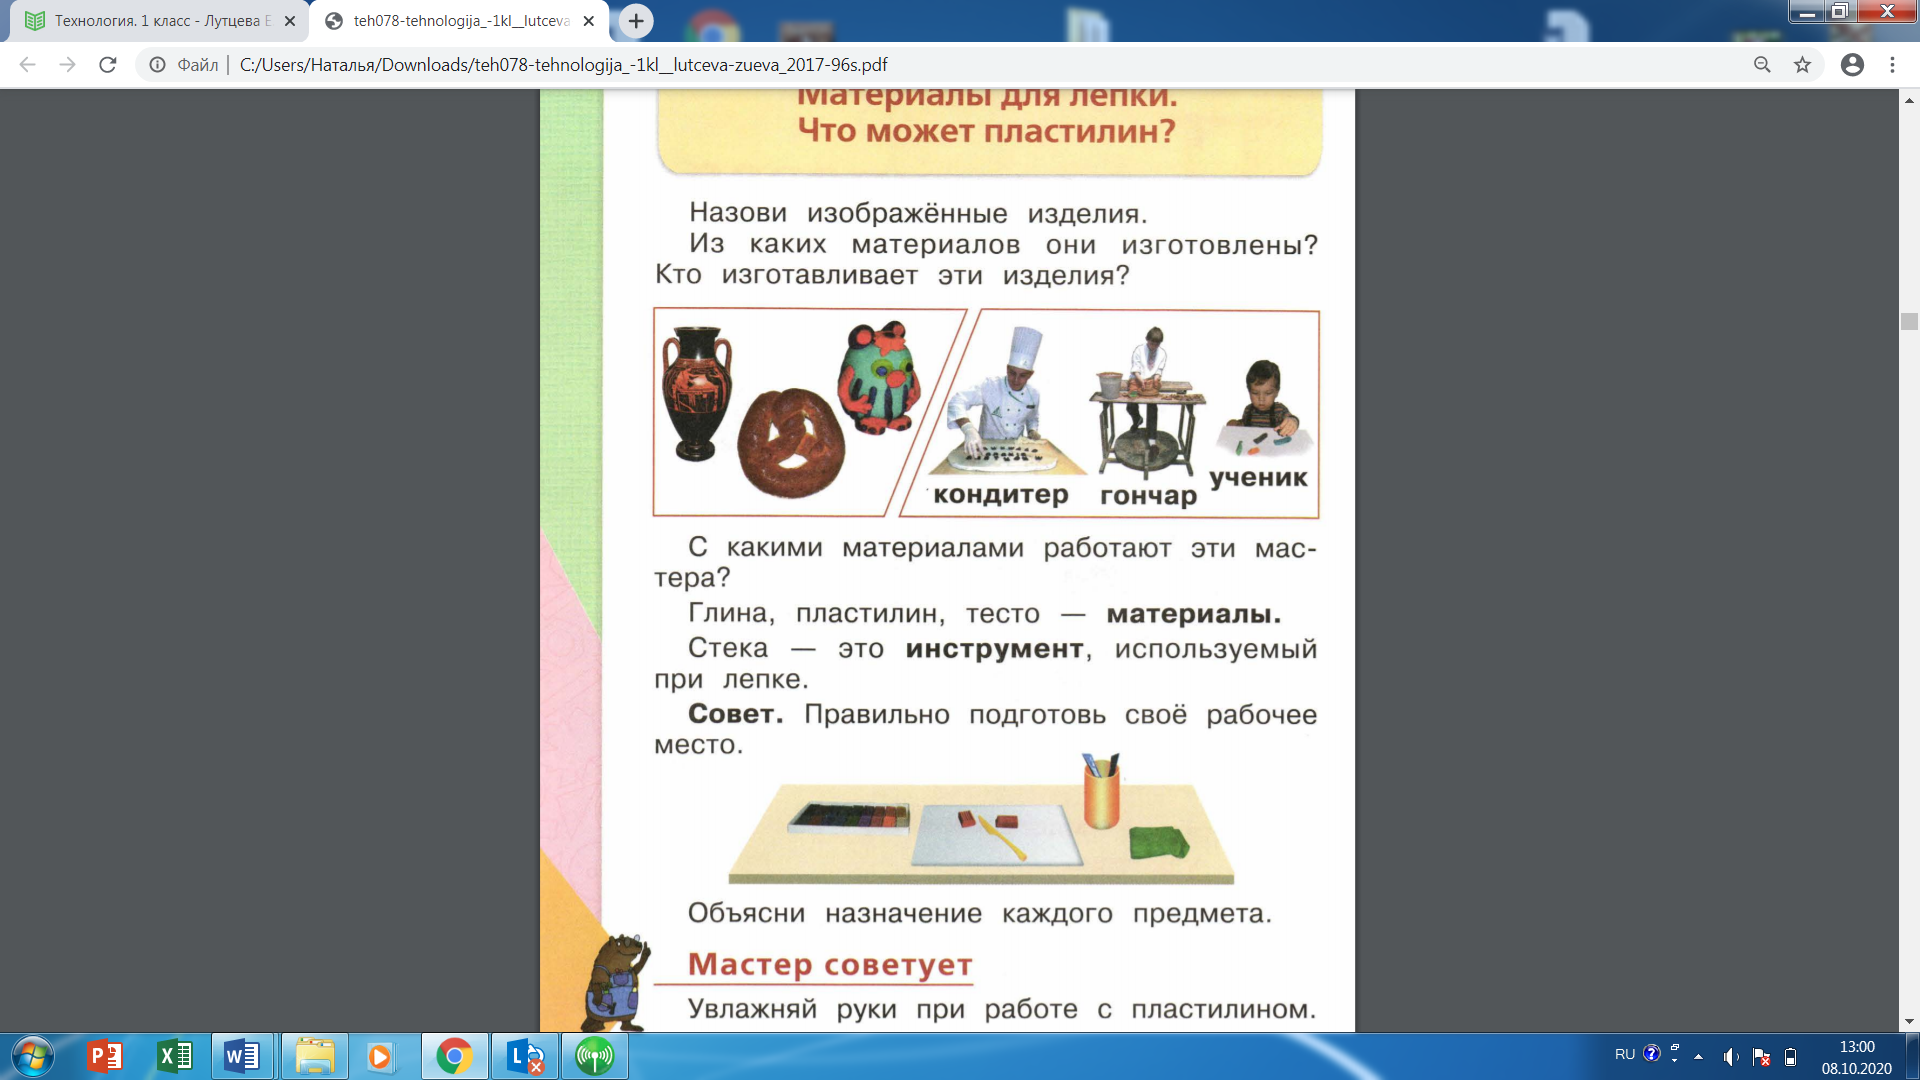 Технология. 1 класс - Лутцева Е
teh078-tehnologija_-1kl__lutceva
Файл
C:/Users/Наталья/Downloads/teh078-tehnologija_-1kl__lutceva-zueva_2017-96s.pdf
Материалы для лепки.
Что может пластилин?
Назови изображённые изделия.
Из каких материалов они изготовлены?
Кто изготавливает эти изделия?
кондитер гончар ученик
С какими материалами работают эти мас-
тера?
Глина, пластилин, тесто — материалы.
Стека — это инструмент, используемый
при лепке.
Совет. Правильно подготовь своё рабочее
место.
Объясни назначение каждого предмета.
Мастер советует
Увлажняй руки при работе с пластилином.
RU
13:00
08.10.2020